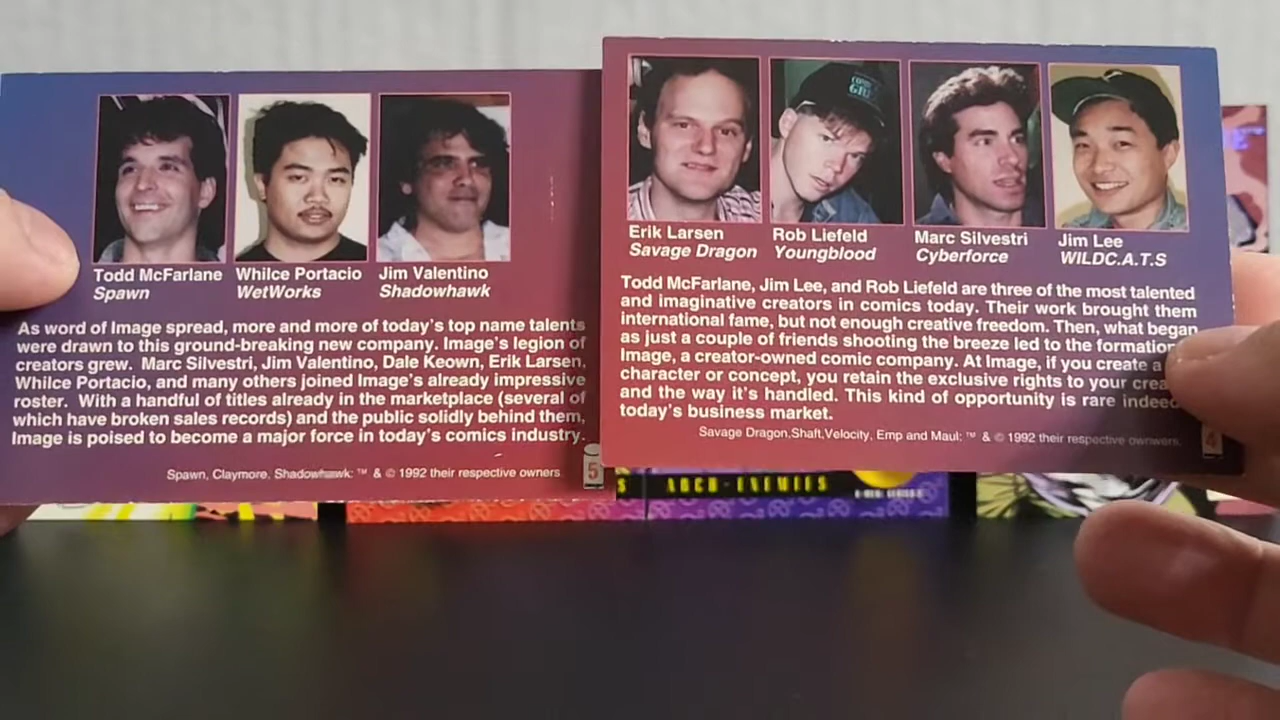 Todd McFarlane
Spawn
Whilce Portacio
WetWorks
Jim Valentino
Shadowhawk
As word of Image spread, more and more of today's top name talents
were drawn to this ground-breaking new company. Image's legion of
creators grew. Marc Silvestri, Jim Valentino, Dale Keown, Erik Larsen,
Whilce Portacio, and many others joined Image's already impressive
roster. With a handful of titles already in the marketplace (several of
which have broken sales records) and the public solidly behind them,
Image is poised to become a major force in today's comics industry.
Spawn, Claymore, Shadowhawk: ™ & © 1992 their respective owners.
5
Erik Larsen
Savage Dragon
Rob Liefeld
Youngblood
Marc Silvestri
Cyberforce
Jim Lee
WILDC.A.T.S
Todd McFarlane, Jim Lee, and Rob Liefeld are three of the most talented
and imaginative creators in comics today. Their work brought them
international fame, but not enough creative freedom. Then, what began
as just a couple of friends shooting the breeze led to the formation
Image, a creator-owned comic company. At Image, if you create a
character or concept, you retain the exclusive rights to your crea
and the way it's handled. This kind of opportunity is rare indeed
today's business market.
Savage Dragon,Shaft,Velocity, Emp and Maul: ™ & © 1992 their respective ownwers.
4
S ARCH-ENEMIES